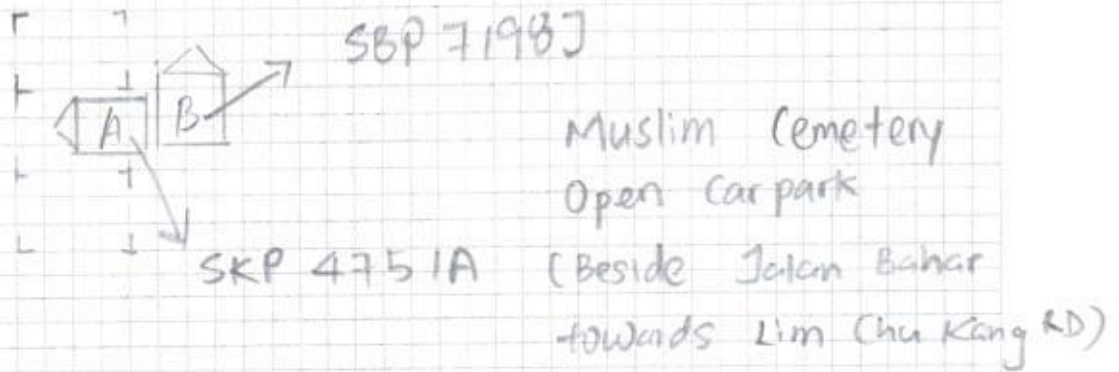 SBP 7198J
B
A
Muslim Cemetery
Open Carpark
SKP 4751A (Beside Jalan Bahar
towards Lim Chu Kang RD)